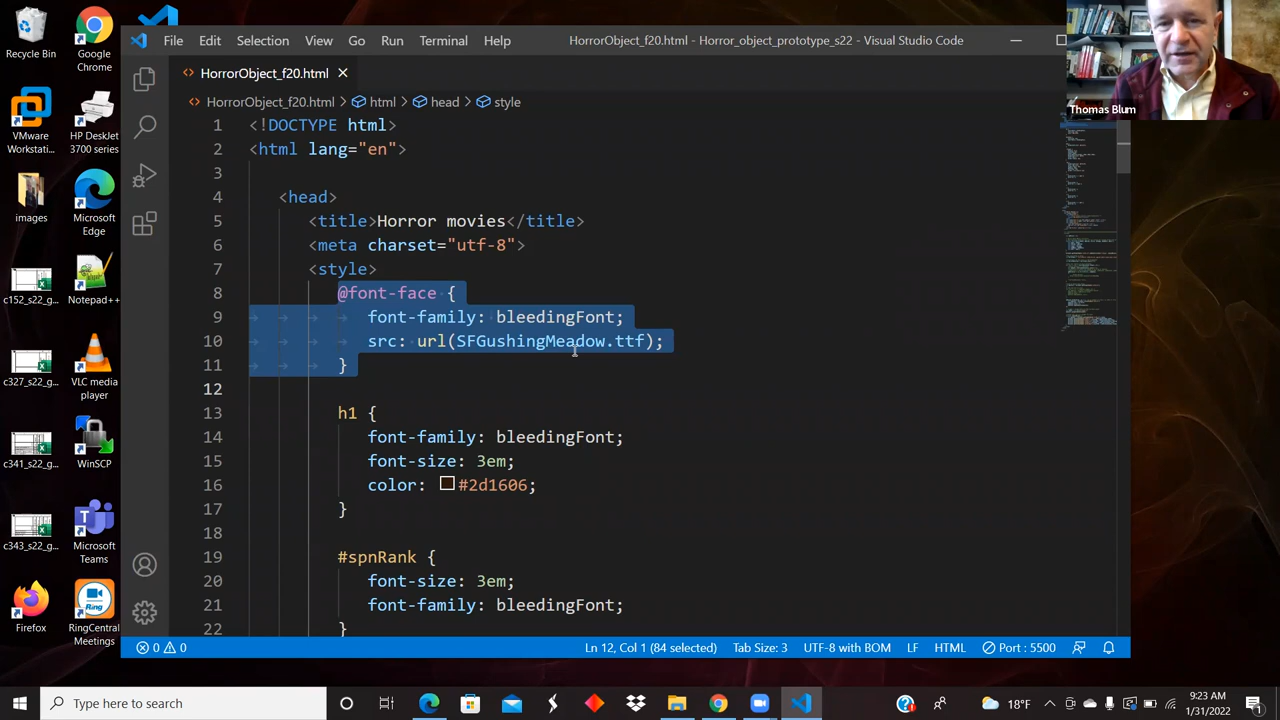 Recycle Bin
Google Chrome
VMware Workstati...
HP Deskjet 3700 series
images
Microsoft Edge
c152_s22_g...
Notepad++
c327_s22_g...
VLC media player
c341_s22_g...
WinSCP
c343_s22_g...
Microsoft Teams
Firefox
RingCentral Meetings
File Edit Selection View Go Run Terminal Help
HorrorObject_f20.html - Horror_object_prototype_s22 - Visual Studio Code
Thomas Blum
HorrorObject_f20.html
HorrorObject_f20.html > html > head > style
1 <!DOCTYPE html>
2 <html lang="en">
3
4 <head>
5 <title>Horror movies</title>
6 <meta charset="utf-8">
7 <style>
@font-face {
9 font-family: bleedingFont;
10 src: url(SFGushingMeadow.ttf);
11 }
12
13 h1 {
14 font-family: bleedingFont;
15 font-size: 3em;
16 color: #2d1606;
17 }
18
19 #spnRank {
20 font-size: 3em;
21 font-family: bleedingFont;
22 }
0 0
Ln 12, Col 1 (84 selected) Tab Size: 3 UTF-8 with BOM LF HTML Port : 5500
Type here to search
18°F
9:23 AM
1/31/2022
1